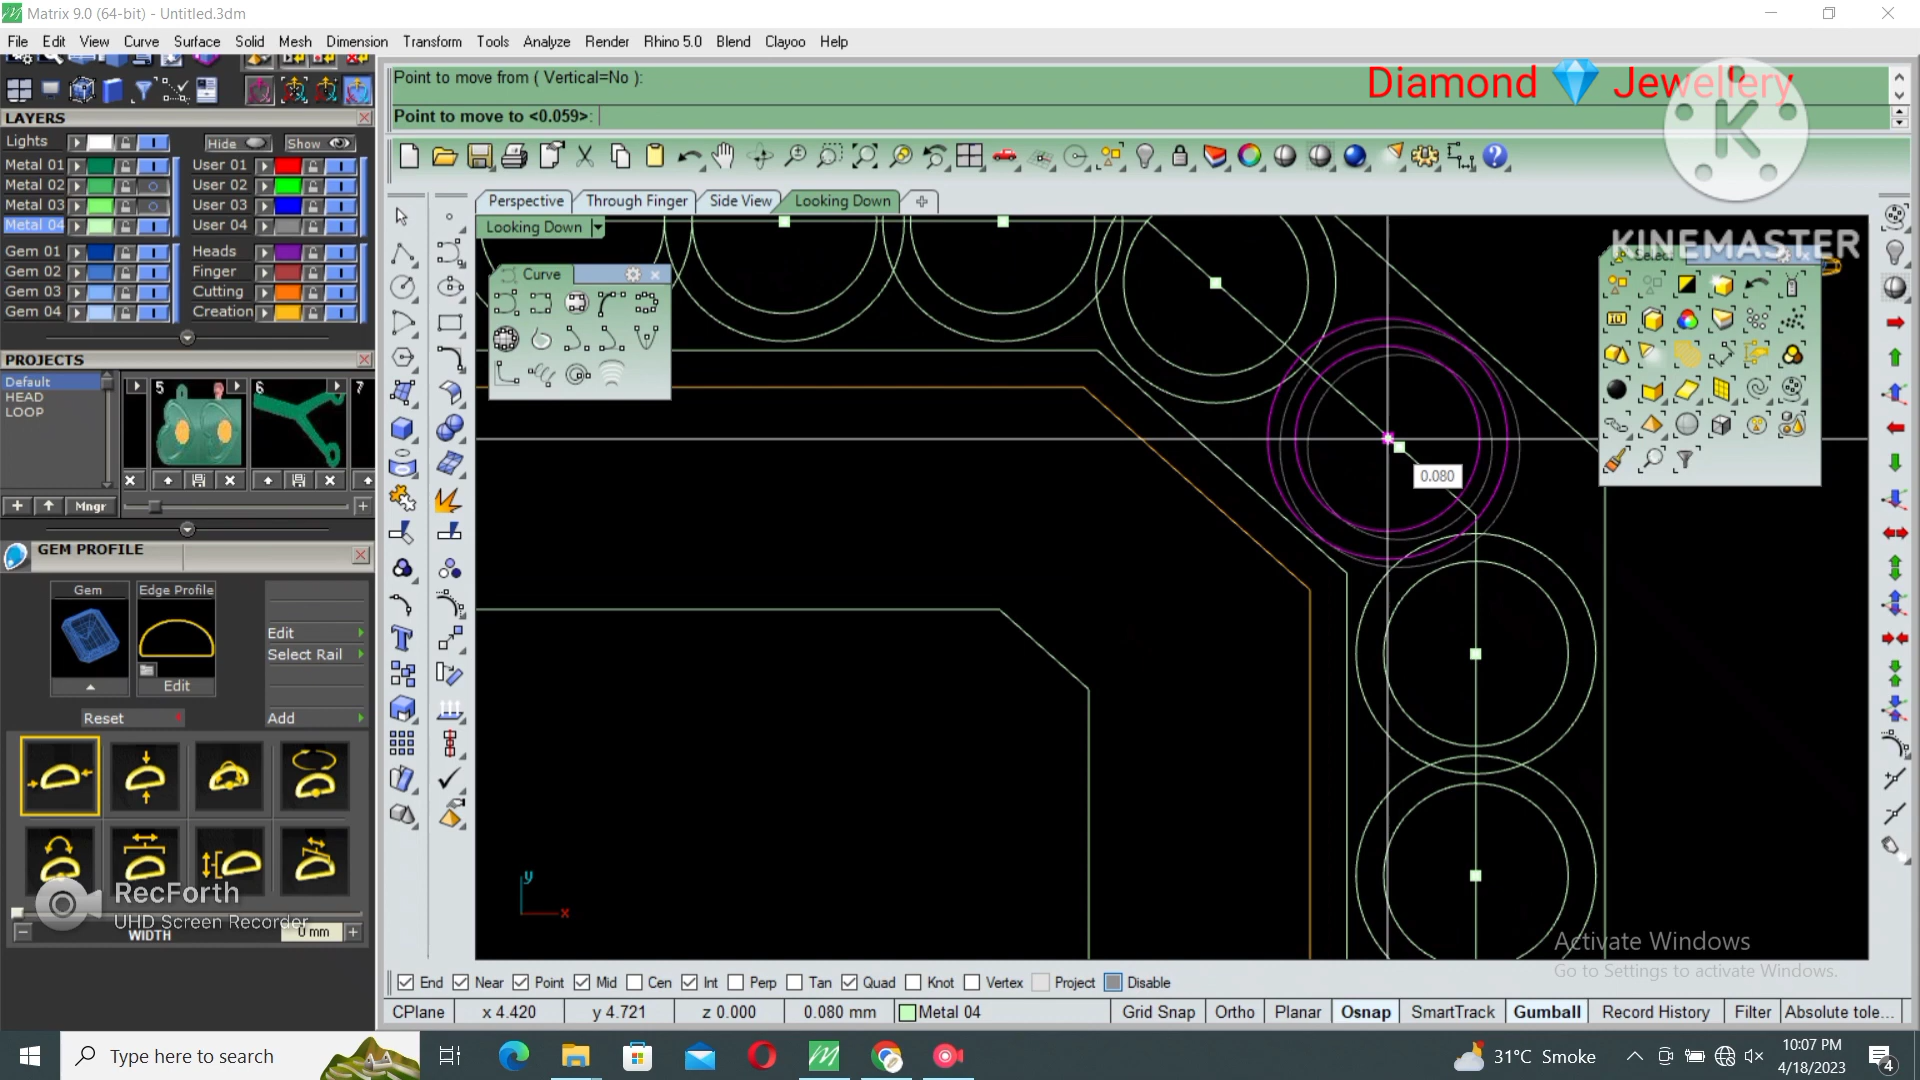 Matrix 9.0 (64-bit) - Untitled.3dm
File Edit View Curve Surface Solid Mesh Dimension Transform Tools Analyze Render Rhino 5.0 Blend Clayoo Help
Point to move from ( Vertical=No ):
Point to move to <0.059>:
Diamond 💎 Jewellery
K
KINEMASTER
LAYERS
Lights Hide Show
Metal 01 User 01
Metal 02 User 02
Metal 03 User 03
Metal 04 User 04
Gem 01 Heads
Gem 02 Finger
Gem 03 Cutting
Gem 04 Creation
PROJECTS
Default
HEAD
LOOP
5 6 7
Mngr
GEM PROFILE
Gem Edge Profile
Edit
Select Rail
Edit
Reset Add
RecForth
UHD Screen Recorder
WIDTH 0 mm
Perspective Through Finger Side View Looking Down
Looking Down
Curve
Select
0.080
y
x
Activate Windows
Go to Settings to activate Windows.
End Near Point Mid Cen Int Perp Tan Quad Knot Vertex Project Disable
CPlane x 4.420 y 4.721 z 0.000 0.080 mm Metal 04 Grid Snap Ortho Planar Osnap SmartTrack Gumball Record History Filter Absolute tole...
Type here to search
31°C Smoke
10:07 PM
4/18/2023
4